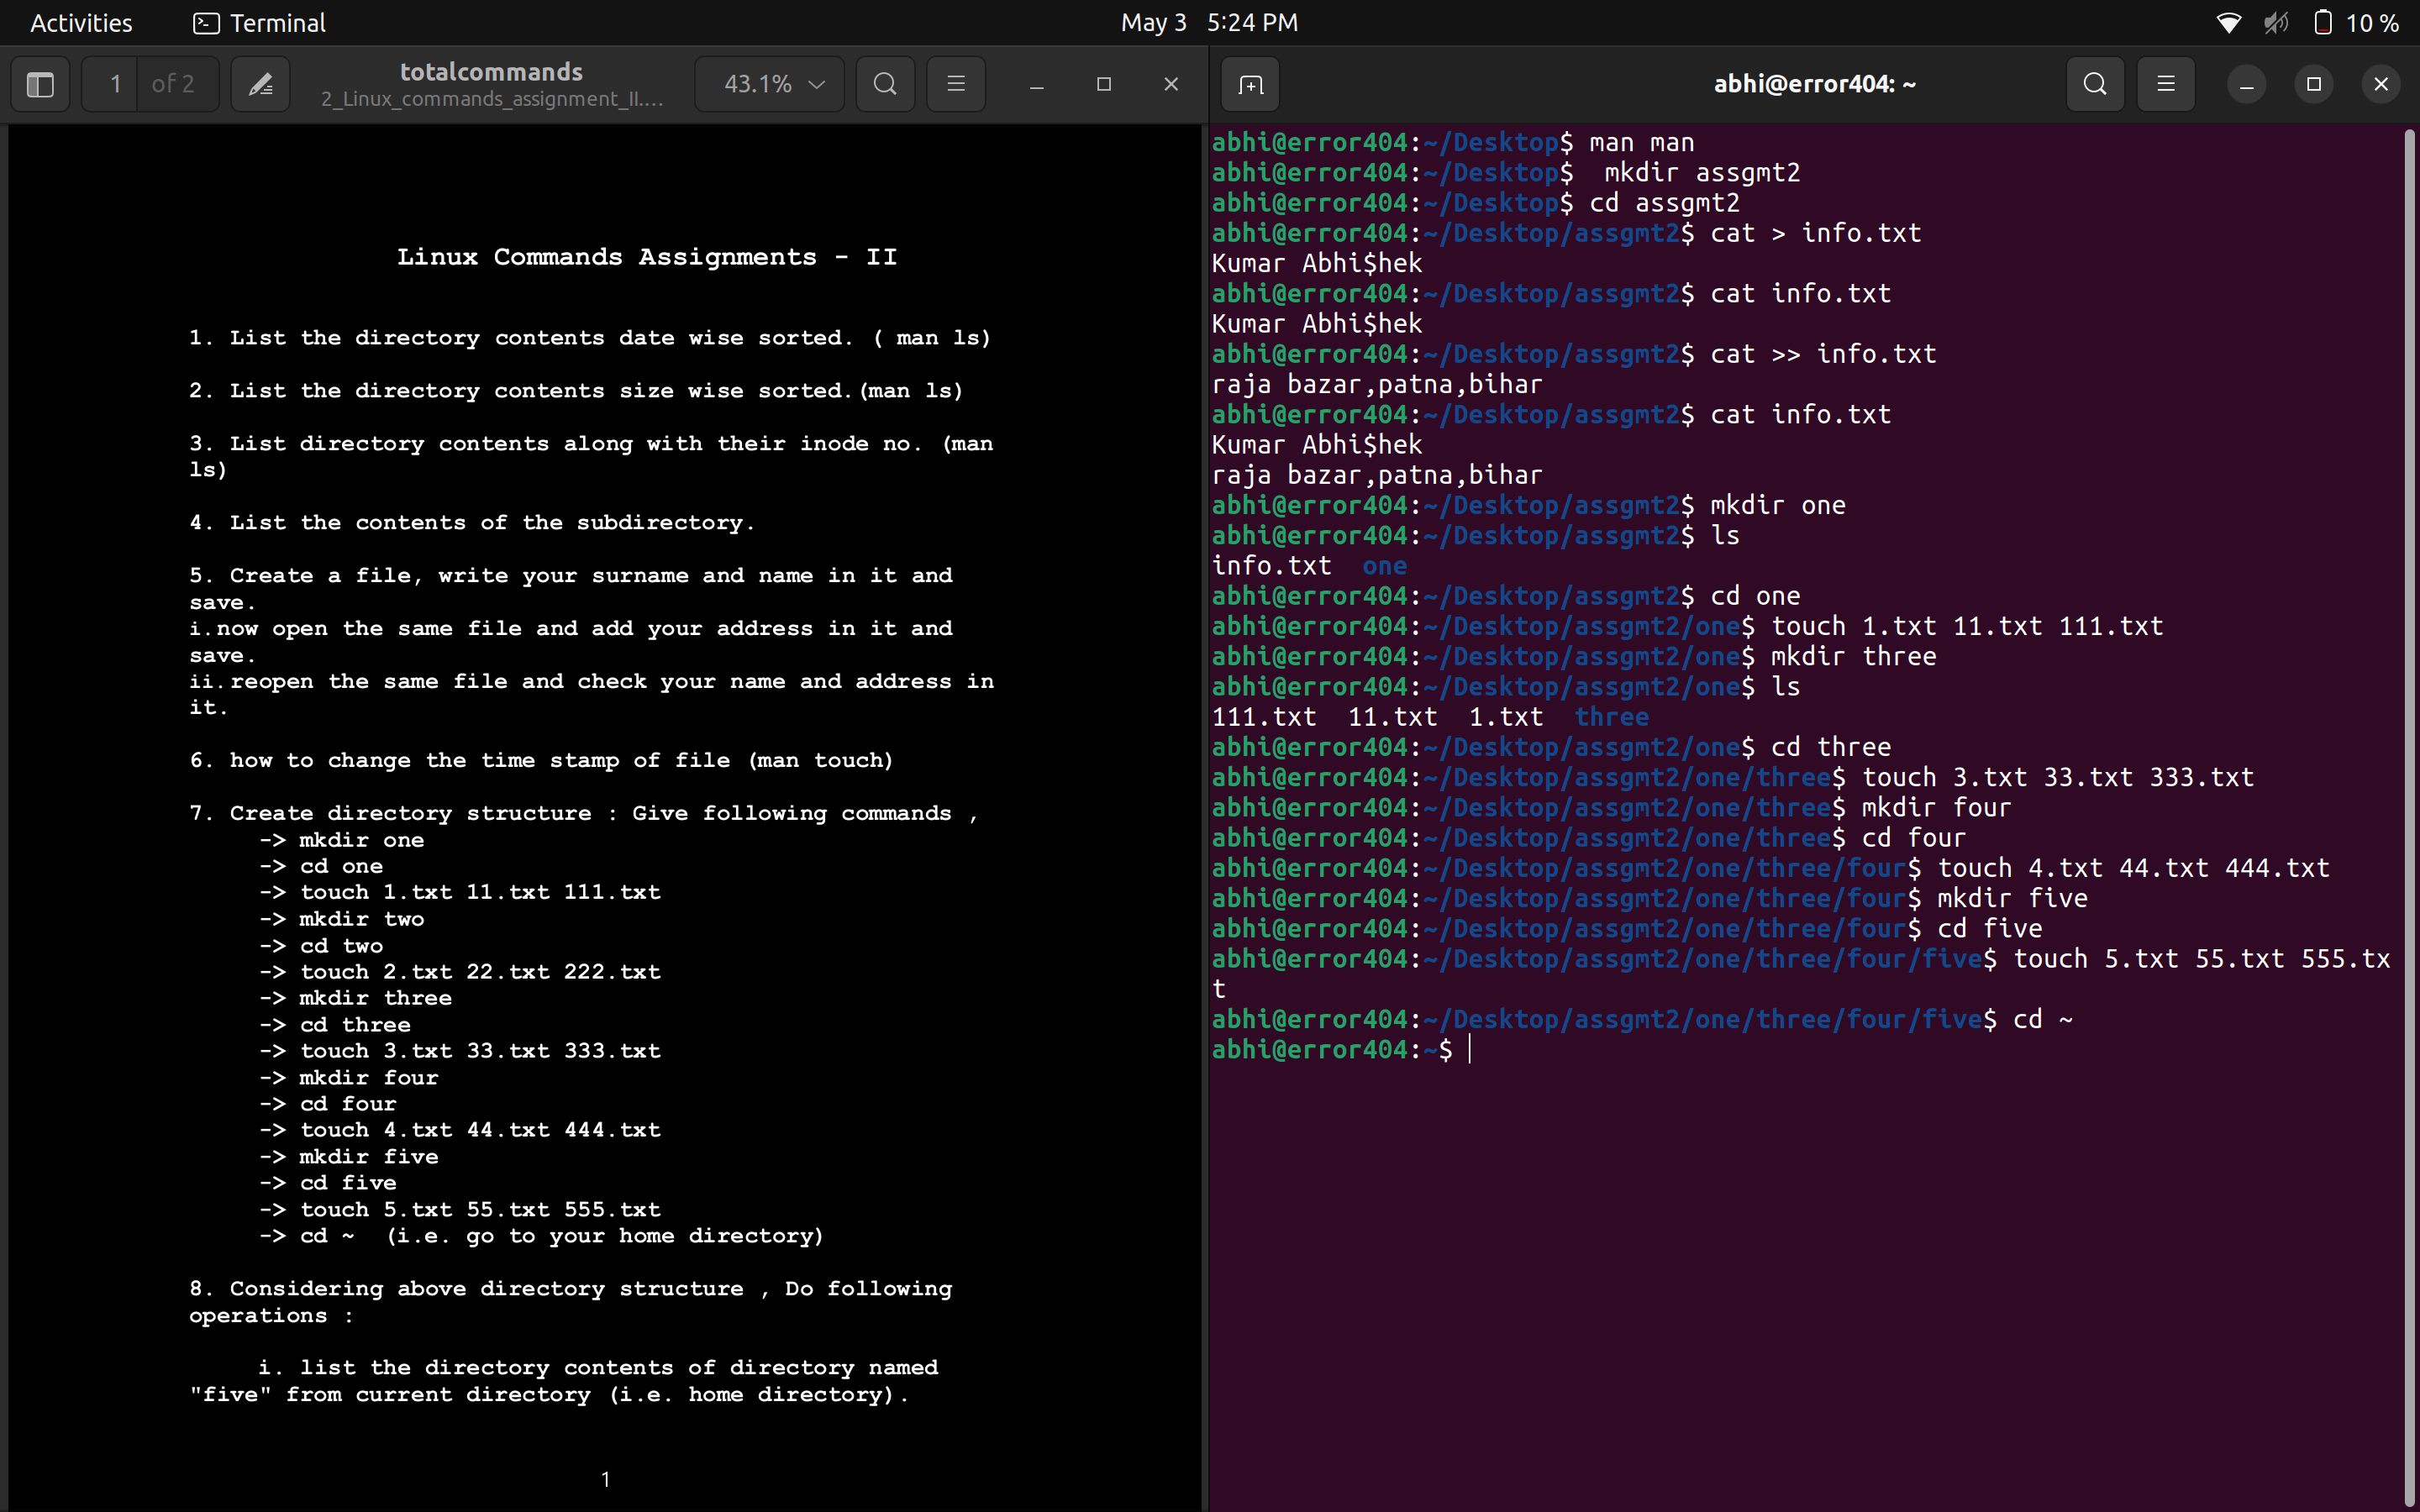 Activities
Terminal
May 3 5:24 PM
10 %
1 of 2
totalcommands
2_Linux_commands_assignment_II....
43.1%
Linux Commands Assignments - II
1. List the directory contents date wise sorted. ( man ls)
2. List the directory contents size wise sorted.(man ls)
3. List directory contents along with their inode no. (man
ls)
4. List the contents of the subdirectory.
5. Create a file, write your surname and name in it and
save.
i.now open the same file and add your address in it and
save.
ii.reopen the same file and check your name and address in
it.
6. how to change the time stamp of file (man touch)
7. Create directory structure : Give following commands ,
-> mkdir one
-> cd one
-> touch 1.txt 11.txt 111.txt
-> mkdir two
-> cd two
-> touch 2.txt 22.txt 222.txt
-> mkdir three
-> cd three
-> touch 3.txt 33.txt 333.txt
-> mkdir four
-> cd four
-> touch 4.txt 44.txt 444.txt
-> mkdir five
-> cd five
-> touch 5.txt 55.txt 555.txt
-> cd ~ (i.e. go to your home directory)
8. Considering above directory structure , Do following
operations :
i. list the directory contents of directory named
"five" from current directory (i.e. home directory).
1
abhi@error404: ~
abhi@error404:~/Desktop$ man man
abhi@error404:~/Desktop$  mkdir assgmt2
abhi@error404:~/Desktop$ cd assgmt2
abhi@error404:~/Desktop/assgmt2$ cat > info.txt
Kumar Abhi$hek
abhi@error404:~/Desktop/assgmt2$ cat info.txt
Kumar Abhi$hek
abhi@error404:~/Desktop/assgmt2$ cat >> info.txt
raja bazar,patna,bihar
abhi@error404:~/Desktop/assgmt2$ cat info.txt
Kumar Abhi$hek
raja bazar,patna,bihar
abhi@error404:~/Desktop/assgmt2$ mkdir one
abhi@error404:~/Desktop/assgmt2$ ls
info.txt  one
abhi@error404:~/Desktop/assgmt2$ cd one
abhi@error404:~/Desktop/assgmt2/one$ touch 1.txt 11.txt 111.txt
abhi@error404:~/Desktop/assgmt2/one$ mkdir three
abhi@error404:~/Desktop/assgmt2/one$ ls
111.txt  11.txt  1.txt  three
abhi@error404:~/Desktop/assgmt2/one$ cd three
abhi@error404:~/Desktop/assgmt2/one/three$ touch 3.txt 33.txt 333.txt
abhi@error404:~/Desktop/assgmt2/one/three$ mkdir four
abhi@error404:~/Desktop/assgmt2/one/three$ cd four
abhi@error404:~/Desktop/assgmt2/one/three/four$ touch 4.txt 44.txt 444.txt
abhi@error404:~/Desktop/assgmt2/one/three/four$ mkdir five
abhi@error404:~/Desktop/assgmt2/one/three/four$ cd five
abhi@error404:~/Desktop/assgmt2/one/three/four/five$ touch 5.txt 55.txt 555.tx
t
abhi@error404:~/Desktop/assgmt2/one/three/four/five$ cd ~
abhi@error404:~$